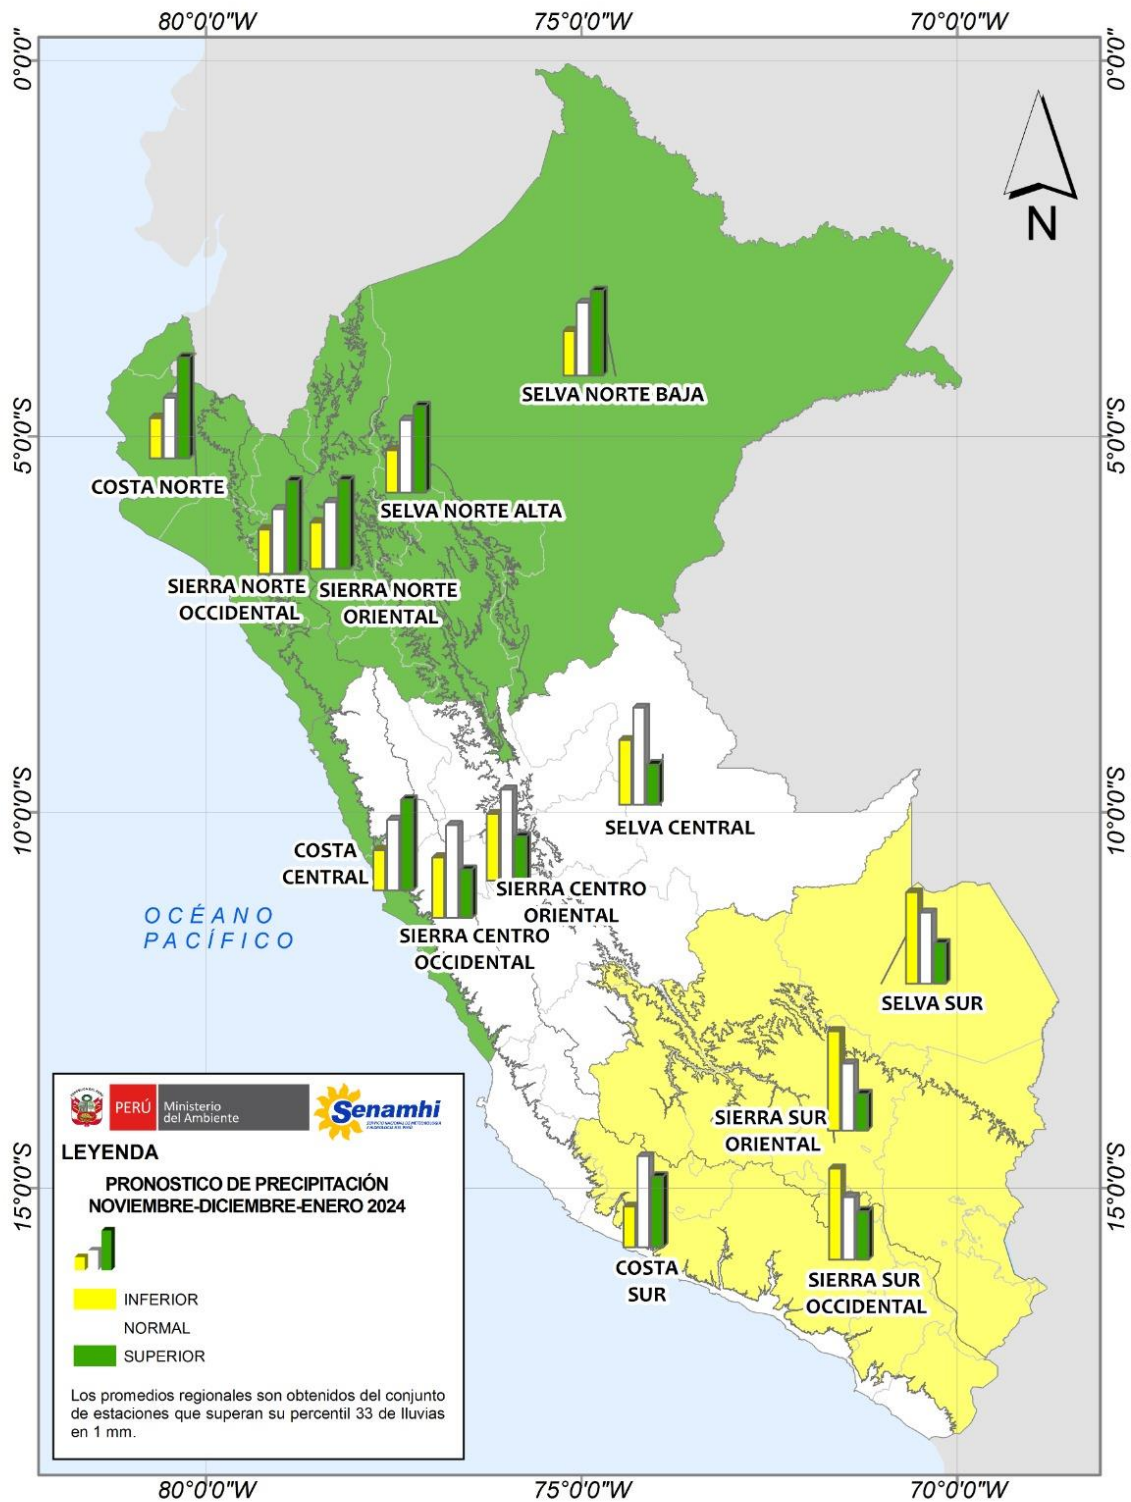 80°0'0"W
75°0'0"W
70°0'0"W
0°0'0"
0°0'0"
N
SELVA NORTE BAJA
5°0'0"S
5°0'0"S
COSTA NORTE
SELVA NORTE ALTA
SIERRA NORTE
OCCIDENTAL
SIERRA NORTE
ORIENTAL
10°0'0"S
10°0'0"S
SELVA CENTRAL
COSTA
CENTRAL
SIERRA CENTRO
ORIENTAL
SIERRA CENTRO
OCCIDENTAL
OCÉANO
PACÍFICO
SELVA SUR
SIERRA SUR
ORIENTAL
15°0'0"S
15°0'0"S
COSTA
SUR
SIERRA SUR
OCCIDENTAL
PERÚ
Ministerio
del Ambiente
Senamhi
LEYENDA
PRONOSTICO DE PRECIPITACIÓN
NOVIEMBRE-DICIEMBRE-ENERO 2024
INFERIOR
NORMAL
SUPERIOR
Los promedios regionales son obtenidos del conjunto
de estaciones que superan su percentil 33 de lluvias
en 1 mm.
80°0'0"W
75°0'0"W
70°0'0"W